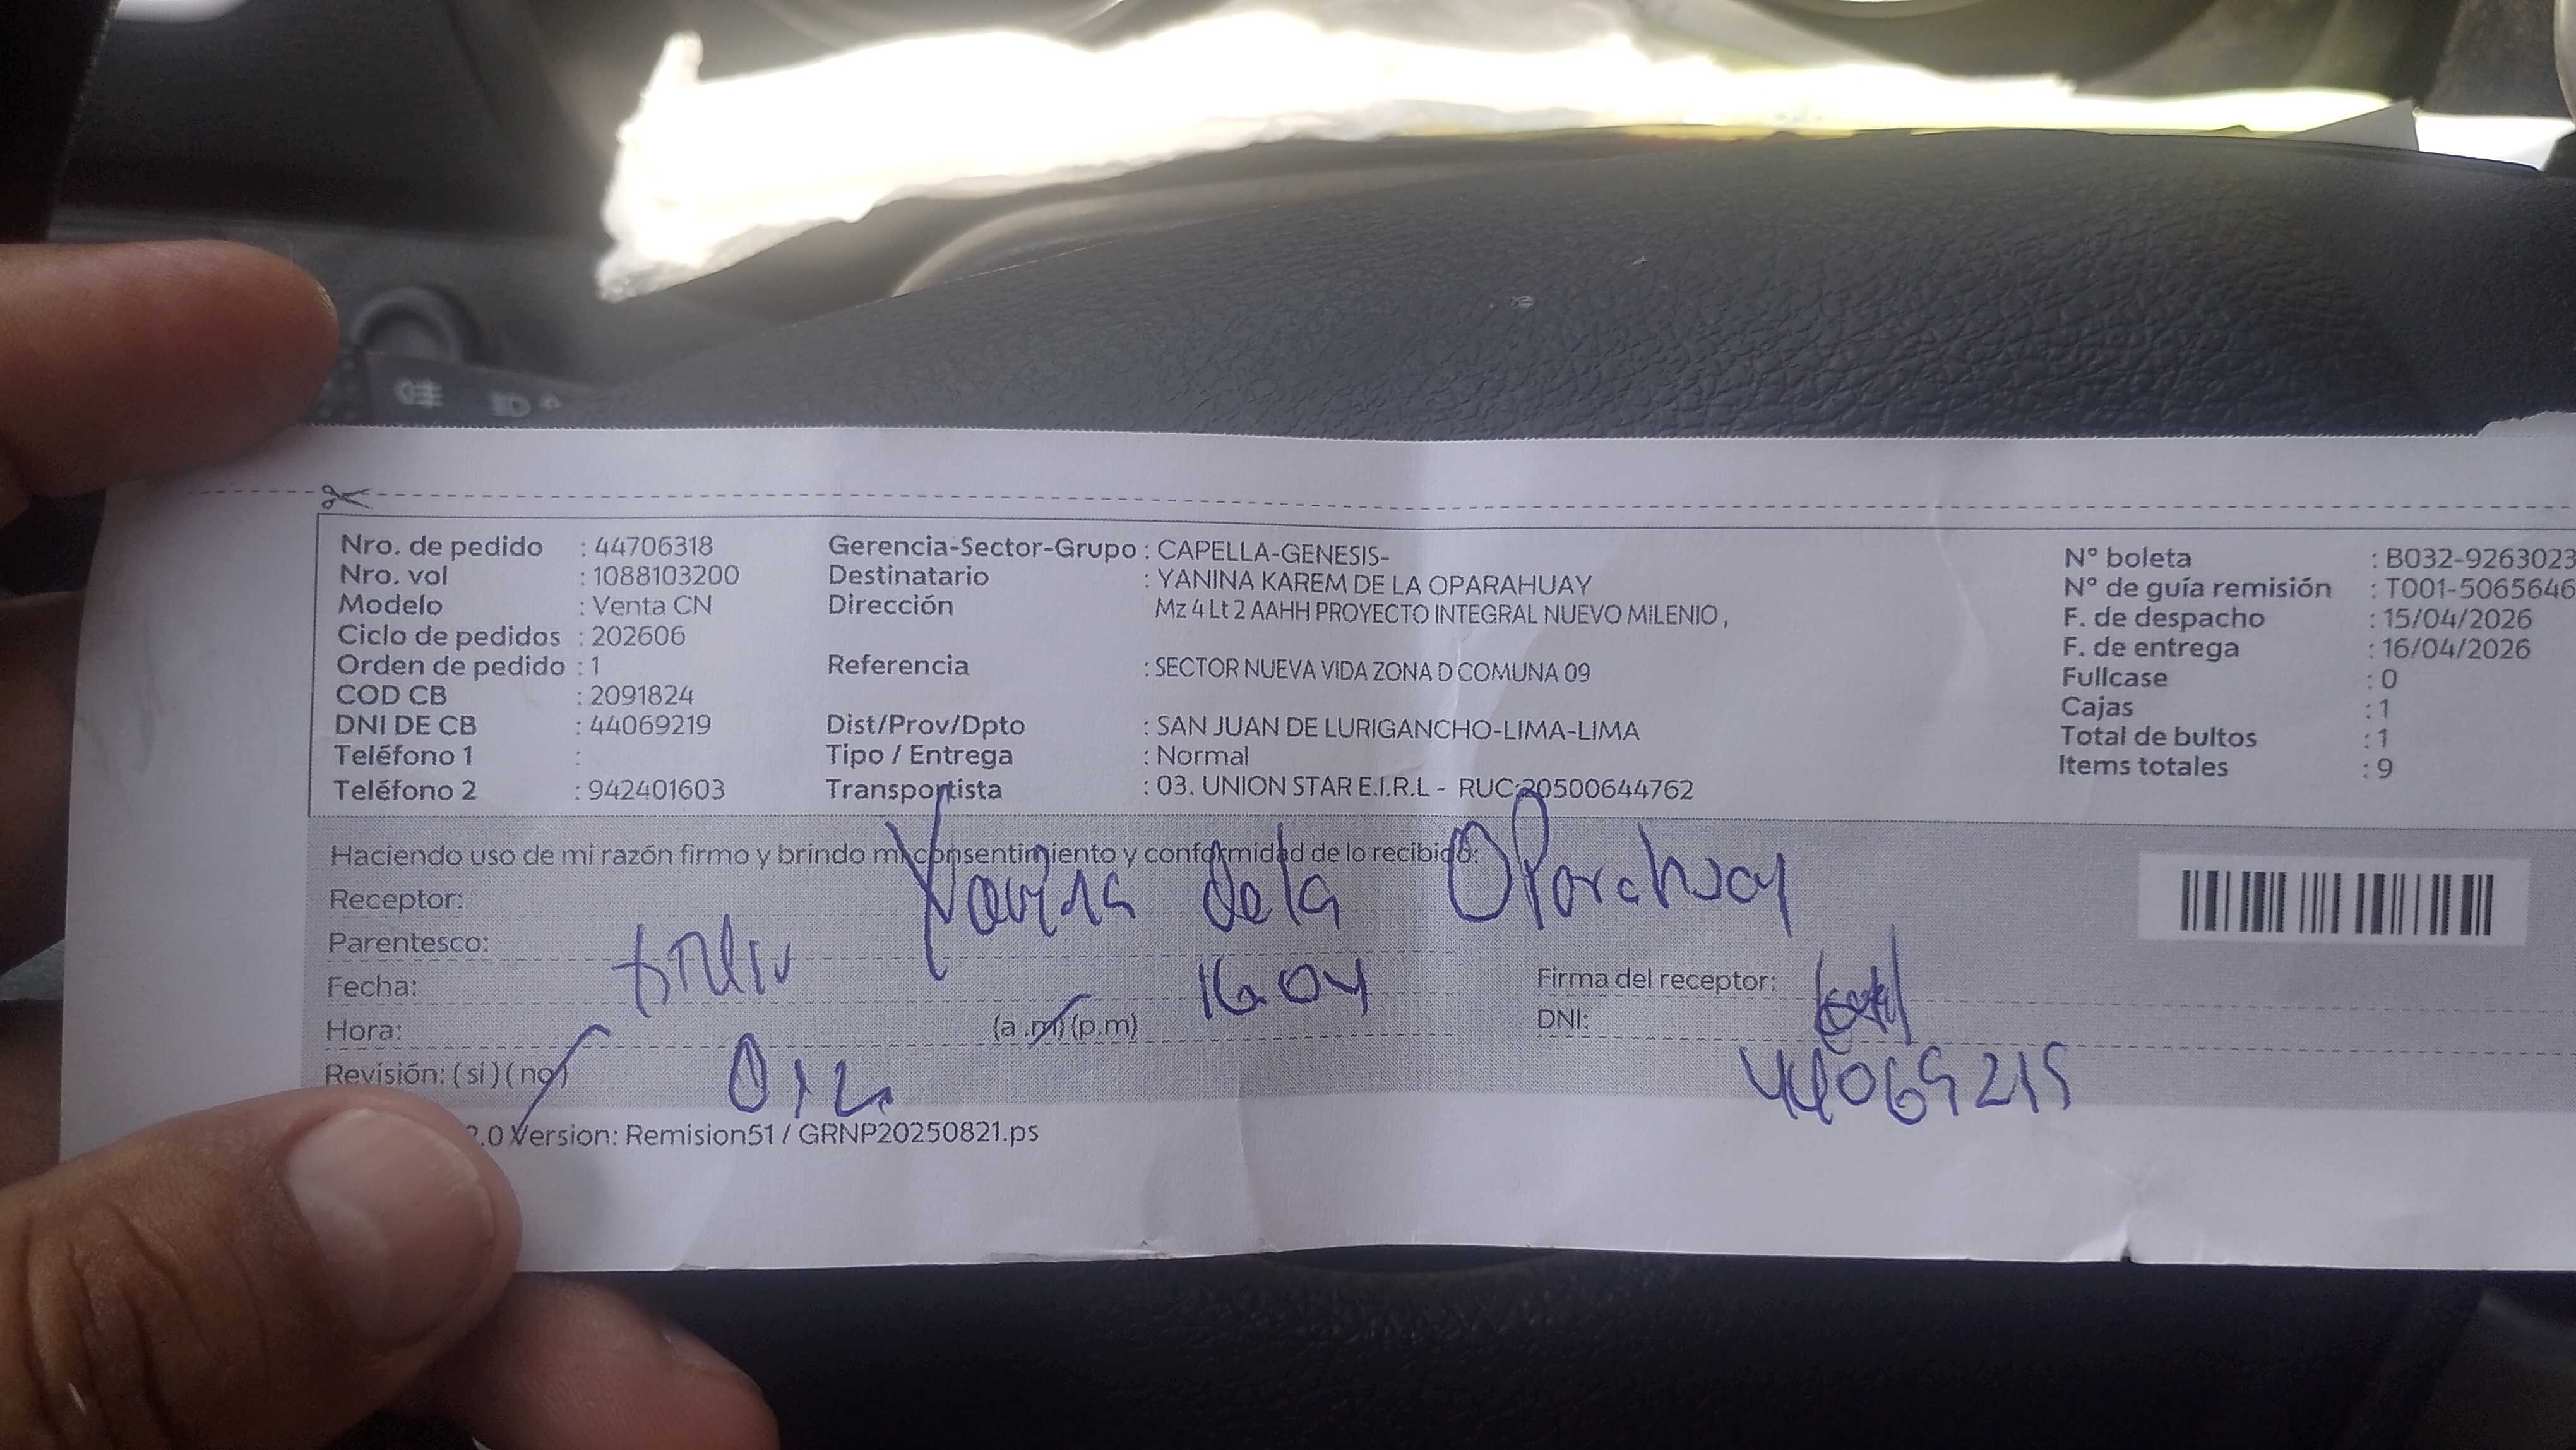 Nro. de pedido : 44706318
Nro. vol : 1088103200
Modelo : Venta CN
Ciclo de pedidos : 202606
Orden de pedido : 1
COD CB : 2091824
DNI DE CB : 44069219
Teléfono 1 :
Teléfono 2 : 942401603
Gerencia-Sector-Grupo : CAPELLA-GENESIS-
Destinatario : YANINA KAREM DE LA OPARAHUAY
Dirección Mz 4 Lt 2 AAHH PROYECTO INTEGRAL NUEVO MILENIO ,
Referencia : SECTOR NUEVA VIDA ZONA D COMUNA 09
Dist/Prov/Dpto : SAN JUAN DE LURIGANCHO-LIMA-LIMA
Tipo / Entrega : Normal
Transportista : 03. UNION STAR E.I.R.L - RUC:20500644762
N° boleta : B032-9263023
N° de guía remisión : T001-5065646
F. de despacho : 15/04/2026
F. de entrega : 16/04/2026
Fullcase : 0
Cajas : 1
Total de bultos : 1
Items totales : 9
Haciendo uso de mi razón firmo y brindo mi consentimiento y conformidad de lo recibido:
Receptor: Yanina de la Oparahuay
Parentesco:
Fecha: 16.04
Hora: (a.m) (p.m)
Revisión: ( si ) ( no )
Firma del receptor:
DNI: 44069219
2.0 Version: Remision51 / GRNP20250821.ps